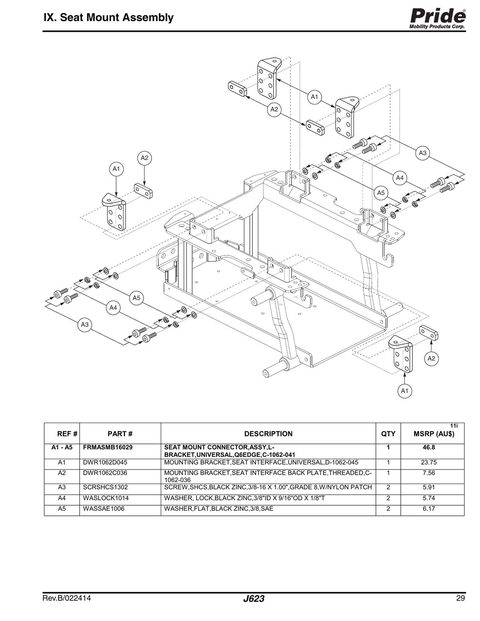 IX. Seat Mount Assembly
Pride®
Mobility Products Corp.
A1
A2
A3
A2
A4
A1
A5
A5
A4
A3
A2
A1
11i
REF # PART # DESCRIPTION QTY MSRP (AU$)
A1 - A5 FRMASMB16029 SEAT MOUNT CONNECTOR,ASSY,L-BRACKET,UNIVERSAL,Q6EDGE,C-1062-041 1 46.8
A1 DWR1062D045 MOUNTING BRACKET,SEAT INTERFACE,UNIVERSAL,D-1062-045 1 23.75
A2 DWR1062C036 MOUNTING BRACKET,SEAT INTERFACE BACK PLATE,THREADED,C-1062-036 1 7.56
A3 SCRSHCS1302 SCREW,SHCS,BLACK ZINC,3/8-16 X 1.00",GRADE 8,W/NYLON PATCH 2 5.91
A4 WASLOCK1014 WASHER, LOCK,BLACK ZINC,3/8"ID X 9/16"OD X 1/8"T 2 5.74
A5 WASSAE1006 WASHER,FLAT,BLACK ZINC,3/8,SAE 2 6.17
Rev.B/022414 J623 29